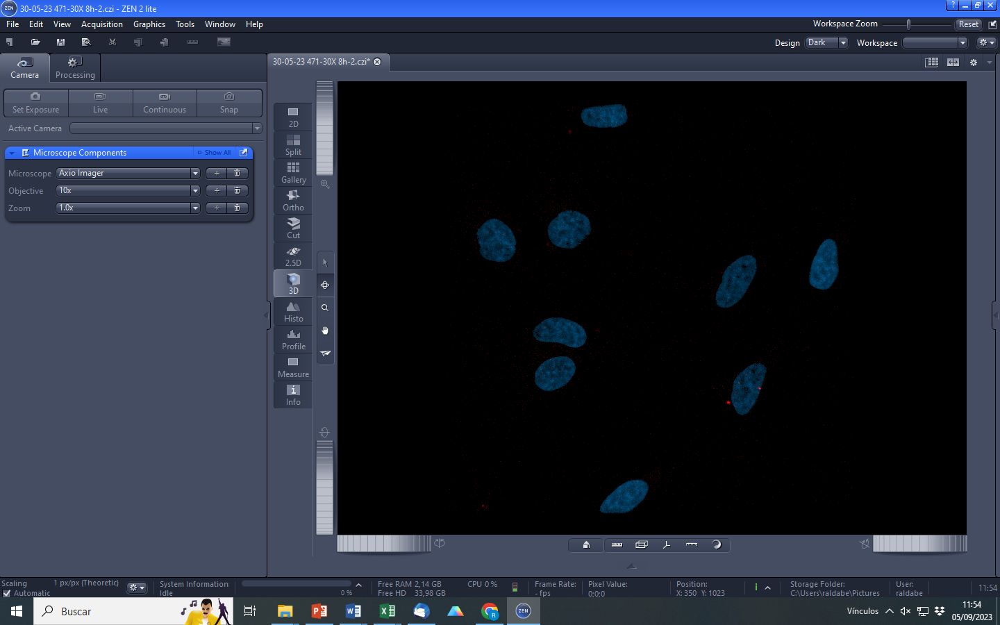 ZEN 30-05-23 471-30X 8h-2.czi - ZEN 2 lite
File Edit View Acquisition Graphics Tools Window Help
Workspace Zoom Reset
Design Dark Workspace
Camera Processing
30-05-23 471-30X 8h-2.czi*
Set Exposure Live Continuous Snap
Active Camera
Microscope Components Show All
Microscope Axio Imager
Objective 10x
Zoom 1.0x
2D
Split
Gallery
Ortho
Cut
2.5D
3D
Histo
Profile
Measure
Info
Scaling 1 px/px (Theoretic)
Automatic
System Information:
Idle
0 %
Free RAM 2,14 GB
Free HD 33,98 GB
CPU 0 %
Frame Rate:
- fps
Pixel Value:
0;0;0
Position:
X: 350 Y: 1023
Storage Folder:
C:\Users\raldabe\Pictures
User:
raldabe
11:54
Buscar
ZEN
Vínculos
11:54
05/09/2023